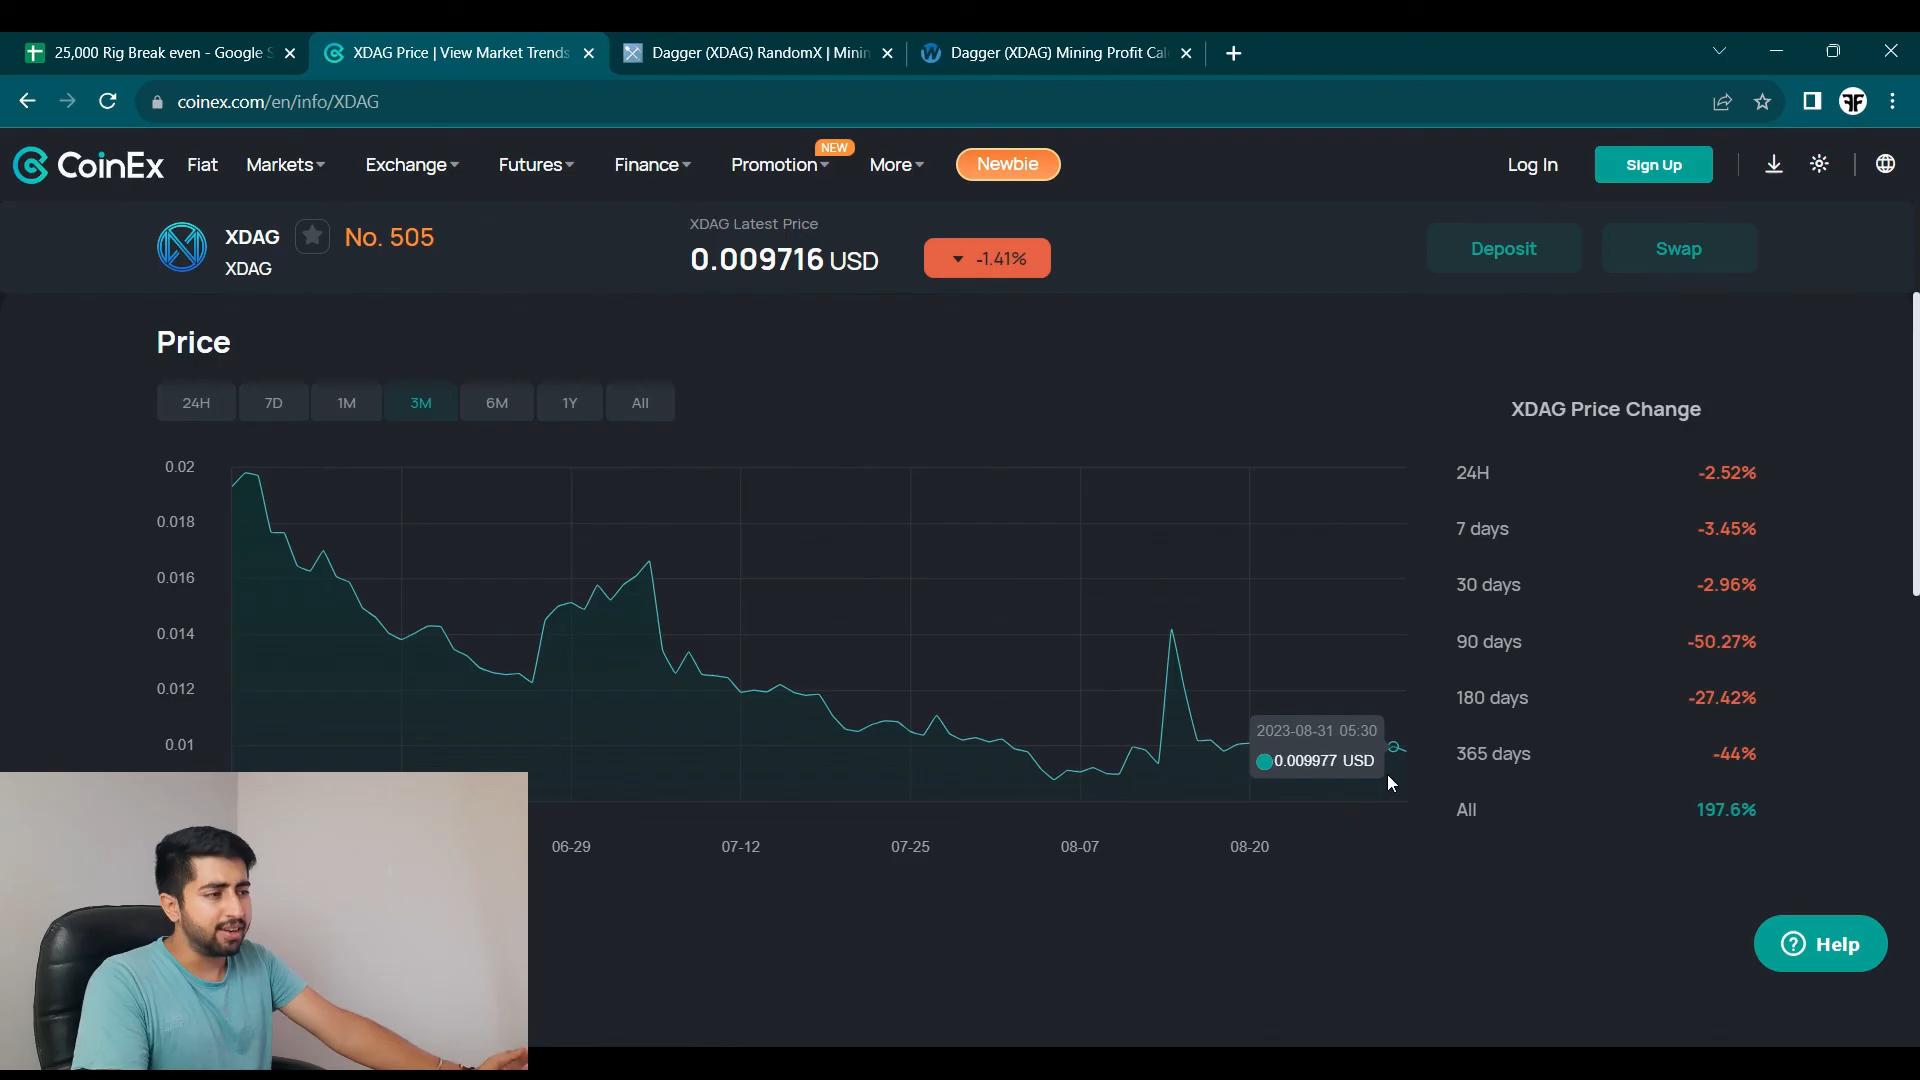 25,000 Rig Break even - Google S
XDAG Price | View Market Trends
Dagger (XDAG) RandomX | Minin
Dagger (XDAG) Mining Profit Cal
coinex.com/en/info/XDAG
CoinEx Fiat Markets Exchange Futures Finance Promotion NEW More Newbie Log In Sign Up
XDAG No. 505
XDAG
XDAG Latest Price
0.009716 USD -1.41%
Deposit Swap
Price
24H 7D 1M 3M 6M 1Y All
0.02
0.018
0.016
0.014
0.012
0.01
2023-08-31 05:30
0.009977 USD
06-29 07-12 07-25 08-07 08-20
XDAG Price Change
24H -2.52%
7 days -3.45%
30 days -2.96%
90 days -50.27%
180 days -27.42%
365 days -44%
All 197.6%
Help